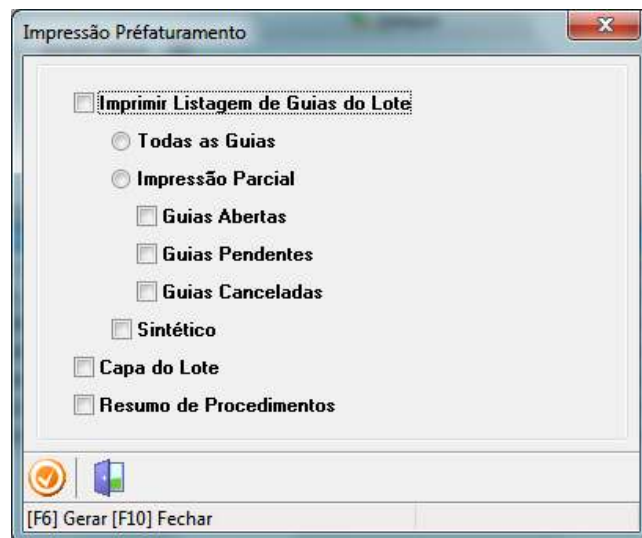 Impressão Préfaturamento
Imprimir Listagem de Guias do Lote
Todas as Guias
Impressão Parcial
Guias Abertas
Guias Pendentes
Guias Canceladas
Sintético
Capa do Lote
Resumo de Procedimentos
[F6] Gerar [F10] Fechar